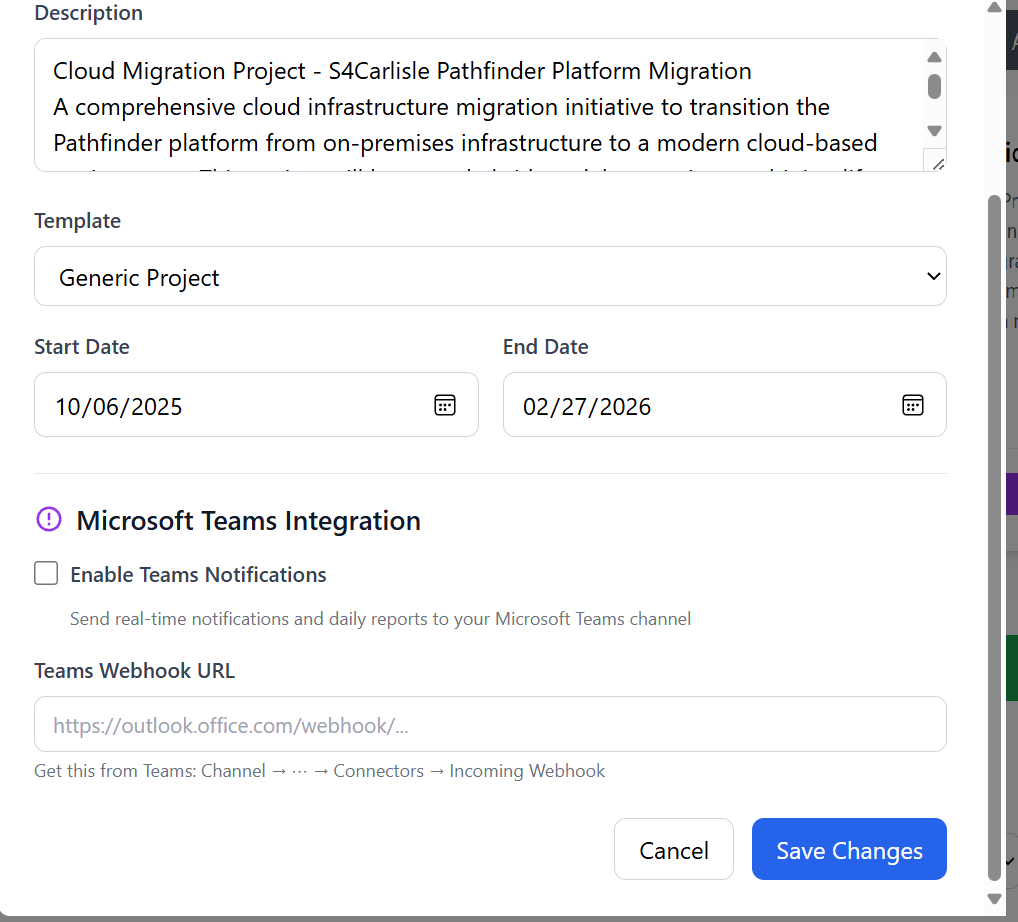 Description
Cloud Migration Project - S4Carlisle Pathfinder Platform Migration
A comprehensive cloud infrastructure migration initiative to transition the
Pathfinder platform from on-premises infrastructure to a modern cloud-based
Template
Generic Project
Start Date
End Date
10/06/2025
02/27/2026
Microsoft Teams Integration
Enable Teams Notifications
Send real-time notifications and daily reports to your Microsoft Teams channel
Teams Webhook URL
https://outlook.office.com/webhook/...
Get this from Teams: Channel → ··· → Connectors → Incoming Webhook
Cancel
Save Changes